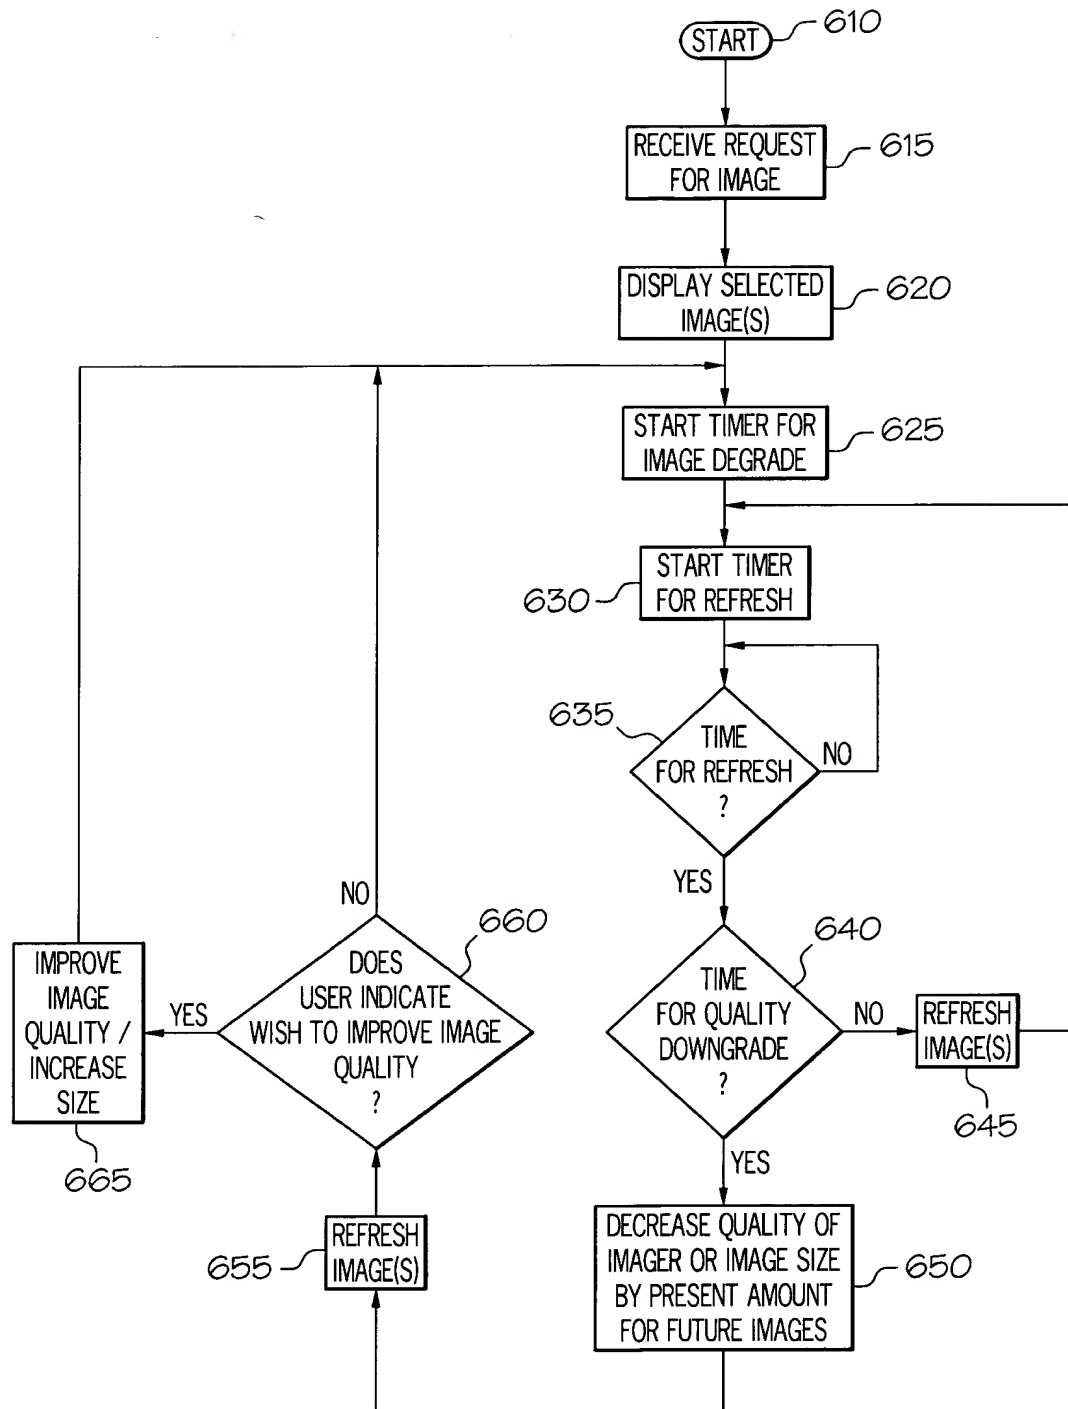 START
610
RECEIVE REQUEST
FOR IMAGE
615
DISPLAY SELECTED
IMAGE(S)
620
START TIMER FOR
IMAGE DEGRADE
625
START TIMER
FOR REFRESH
630
635
TIME
FOR REFRESH
?
NO
YES
640
TIME
FOR QUALITY
DOWNGRADE
?
NO
REFRESH
IMAGE(S)
645
YES
DECREASE QUALITY OF
IMAGER OR IMAGE SIZE
BY PRESENT AMOUNT
FOR FUTURE IMAGES
650
REFRESH
IMAGE(S)
655
660
DOES
USER INDICATE
WISH TO IMPROVE IMAGE
QUALITY
?
NO
YES
IMPROVE
IMAGE
QUALITY /
INCREASE
SIZE
665